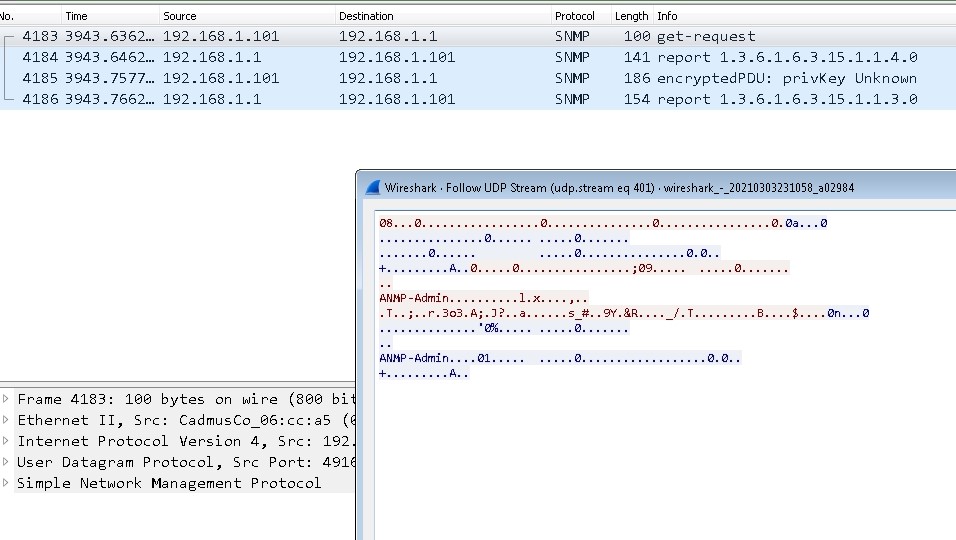 No. Time Source Destination Protocol Length Info
4183 3943.6362… 192.168.1.101 192.168.1.1 SNMP 100 get-request
4184 3943.6462… 192.168.1.1 192.168.1.101 SNMP 141 report 1.3.6.1.6.3.15.1.1.4.0
4185 3943.7577… 192.168.1.101 192.168.1.1 SNMP 186 encryptedPDU: privKey Unknown
4186 3943.7662… 192.168.1.1 192.168.1.101 SNMP 154 report 1.3.6.1.6.3.15.1.1.3.0
Wireshark · Follow UDP Stream (udp.stream eq 401) · wireshark_-_20210303231058_a02984
08...0.................0...............0................0.0a...0
...............0...... .....0.......
.......0...... .....0...............0.0..
+.........A..0.....0................;09..... .....0.......
..
ANMP-Admin..........l.x....,..
.T..;..r.3o3.A;.J?..a......s_#..9Y.&R...._/.T.........B....$....0n...0
..............'0%..... .....0.......
..
ANMP-Admin....01..... .....0..................0.0..
+.........A..
Frame 4183: 100 bytes on wire (800 bit
Ethernet II, Src: CadmusCo_06:cc:a5 (0
Internet Protocol Version 4, Src: 192.
User Datagram Protocol, Src Port: 4916
Simple Network Management Protocol